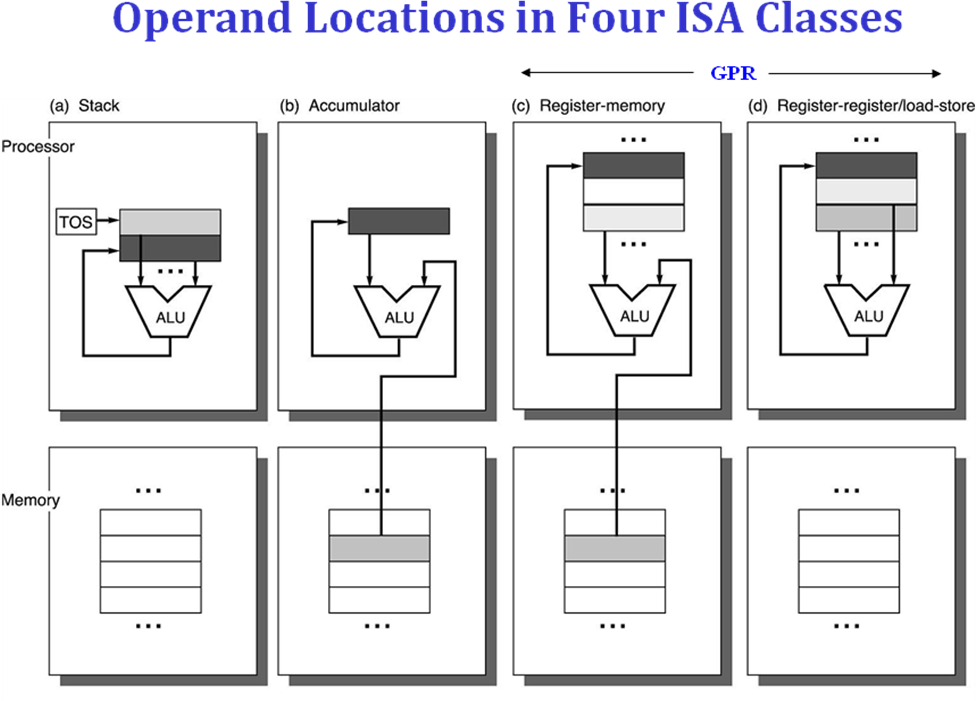 Operand Locations in Four ISA Classes
GPR
(a) Stack
(b) Accumulator
(c) Register-memory
(d) Register-register/load-store
Processor
...
...
TOS
...
...
...
ALU
ALU
ALU
ALU
Memory
...
...
...
...
...
...
...
...